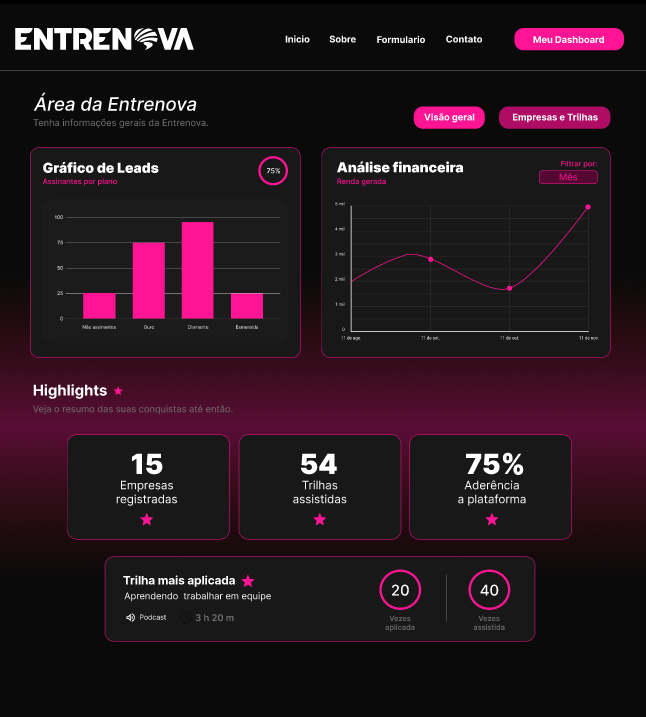 ENTRENOVA
Inicio Sobre Formulario Contato Meu Dashboard
Área da Entrenova
Tenha informações gerais da Entrenova.
Visão geral Empresas e Trilhas
Gráfico de Leads
Assinantes por plano
75%
100
75
50
25
0
Não assinantes Ouro Diamante Esmeralda
Análise financeira
Renda gerada
Filtrar por:
Mês
5 mil
4 mil
3 mil
2 mil
1 mil
0
11 de ago. 11 de set. 11 de out. 11 de nov.
Highlights
Veja o resumo das suas conquistas até então.
15
Empresas
registradas
54
Trilhas
assistidas
75%
Aderência
a plataforma
Trilha mais aplicada
Aprendendo trabalhar em equipe
Podcast 3 h 20 m
20
Vezes
aplicada
40
Vezes
assistida